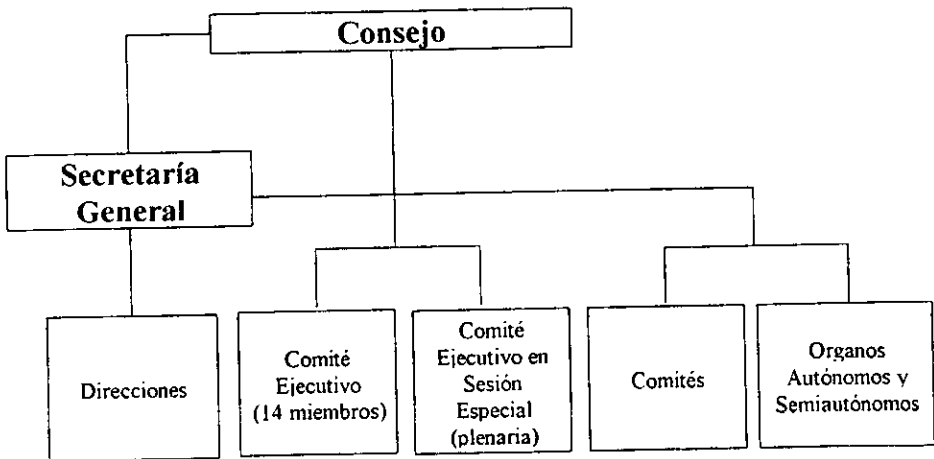 Consejo
Secretaría
General
Direcciones
Comité
Ejecutivo
(14 miembros)
Comité
Ejecutivo en
Sesión
Especial
(plenaria)
Comités
Organos
Autónomos y
Semiautónomos